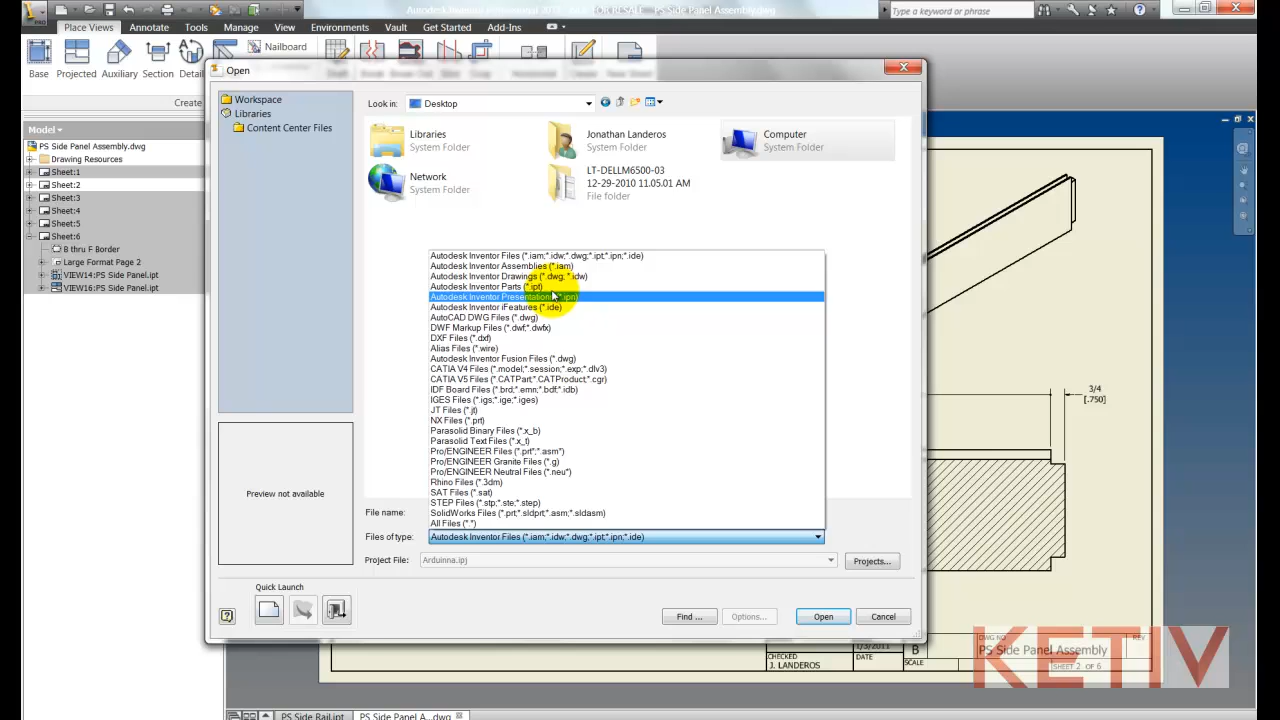 Type a keyword or phrase
Place Views Annotate Tools Manage View Environments Vault Get Started Add-Ins
Nailboard
Base Projected Auxiliary Section Detail
Create
Model
PS Side Panel Assembly.dwg
Drawing Resources
Sheet:1
Sheet:2
Sheet:3
Sheet:4
Sheet:5
Sheet:6
B thru F Border
Large Format Page 2
VIEW14:PS Side Panel.ipt
VIEW16:PS Side Panel.ipt
Open
Workspace
Libraries
Content Center Files
Look in: Desktop
Libraries
System Folder
Jonathan Landeros
System Folder
Computer
System Folder
Network
System Folder
LT-DELLM6500-03
12-29-2010 11.05.01 AM
File folder
Preview not available
Autodesk Inventor Files (*.iam;*.idw;*.dwg;*.ipt;*.ipn;*.ide)
Autodesk Inventor Assemblies (*.iam)
Autodesk Inventor Drawings (*.dwg; *.idw)
Autodesk Inventor Parts (*.ipt)
Autodesk Inventor Presentations (*.ipn)
Autodesk Inventor iFeatures (*.ide)
AutoCAD DWG Files (*.dwg)
DWF Markup Files (*.dwf;*.dwfx)
DXF Files (*.dxf)
Alias Files (*.wire)
Autodesk Inventor Fusion Files (*.dwg)
CATIA V4 Files (*.model;*.session;*.exp;*.dlv3)
CATIA V5 Files (*.CATPart;*.CATProduct;*.cgr)
IDF Board Files (*.brd;*.emn;*.bdf;*.idb)
IGES Files (*.igs;*.ige;*.iges)
JT Files (*.jt)
NX Files (*.prt)
Parasolid Binary Files (*.x_b)
Parasolid Text Files (*.x_t)
Pro/ENGINEER Files (*.prt*;*.asm*)
Pro/ENGINEER Granite Files (*.g)
Pro/ENGINEER Neutral Files (*.neu*)
Rhino Files (*.3dm)
SAT Files (*.sat)
STEP Files (*.stp;*.ste;*.step)
SolidWorks Files (*.prt;*.sldprt;*.asm;*.sldasm)
All Files (*.*)
File name:
Files of type: Autodesk Inventor Files (*.iam;*.idw;*.dwg;*.ipt;*.ipn;*.ide)
Project File: Arduinna.ipj
Projects...
Quick Launch
Find ... Options... Open Cancel
3/4
[.750]
1/3/2011
CHECKED
J. LANDEROS
DATE
B
SCALE
DWG NO
REV
PS Side Panel Assembly
SHEET 2 OF 6
KETIV
PS Side Rail.ipt PS Side Panel A...dwg